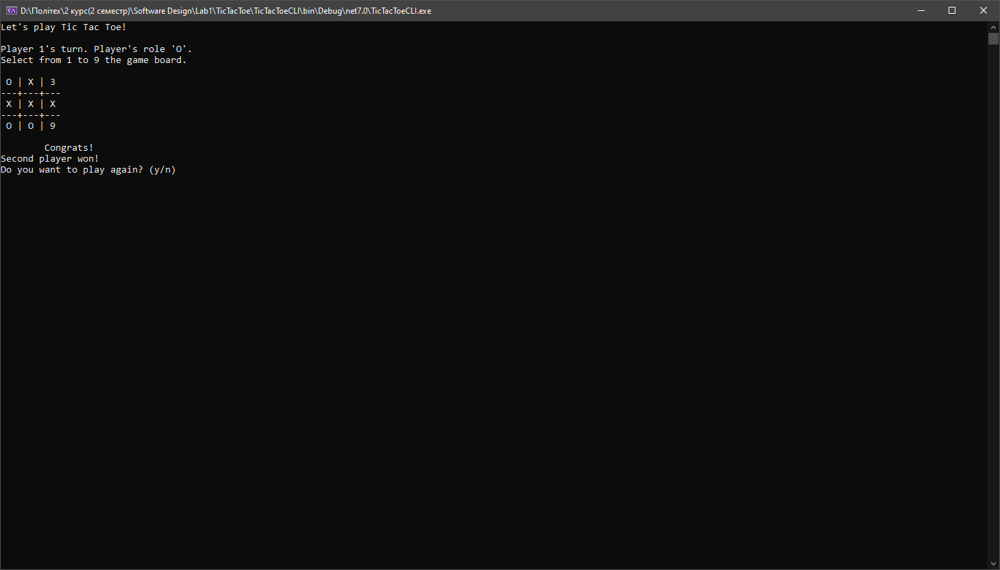 D:\Політех\2 курс(2 семестр)\Software Design\Lab1\TicTacToe\TicTacToeCLI\bin\Debug\net7.0\TicTacToeCLI.exe
Let's play Tic Tac Toe!
Player 1's turn. Player's role 'O'.
Select from 1 to 9 the game board.
 O | X | 3
---+---+---
 X | X | X
---+---+---
 O | O | 9
        Congrats!
Second player won!
Do you want to play again? (y/n)